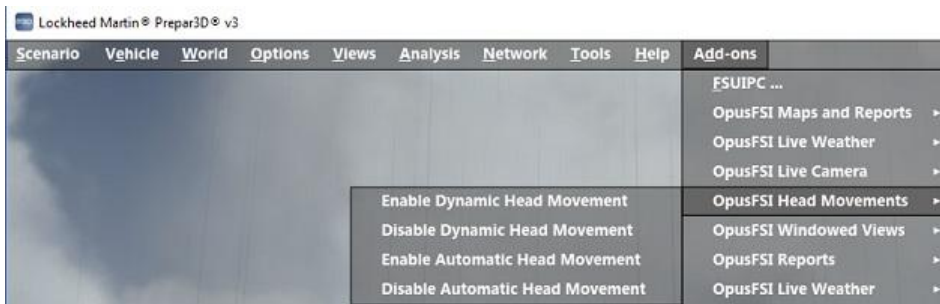 Lockheed Martin® Prepar3D® v3
Scenario Vehicle World Options Views Analysis Network Tools Help Add-ons
FSUIPC ...
OpusFSI Maps and Reports
OpusFSI Live Weather
OpusFSI Live Camera
Enable Dynamic Head Movement OpusFSI Head Movements
Disable Dynamic Head Movement OpusFSI Windowed Views
Enable Automatic Head Movement OpusFSI Reports
Disable Automatic Head Movement OpusFSI Live Weather